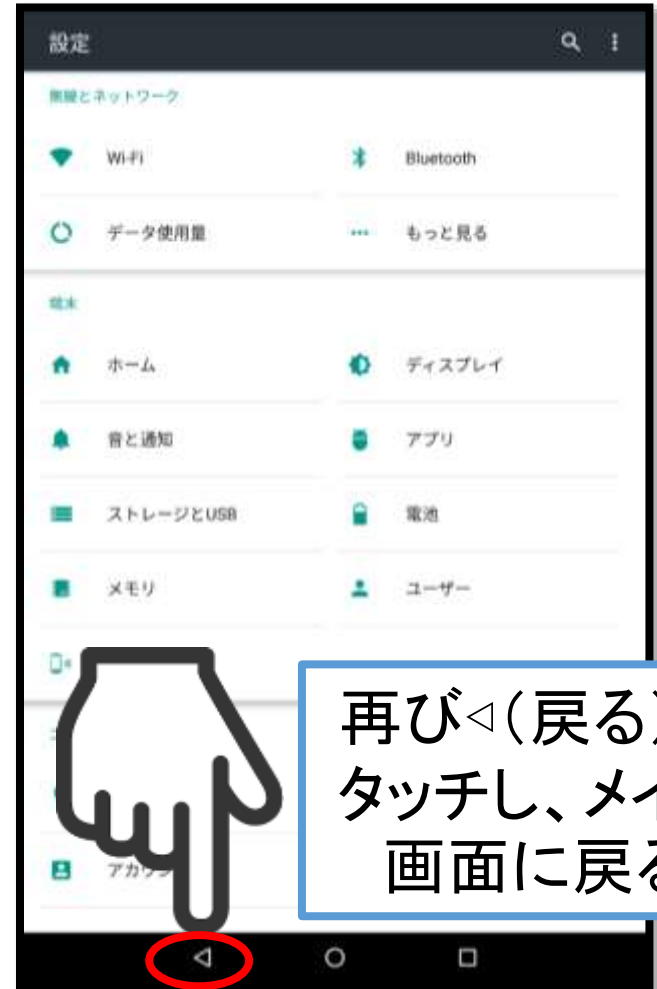 設定
無線とネットワーク
Wi-Fi
Bluetooth
データ使用量
もっと見る
端末
ホーム
ディスプレイ
音と通知
アプリ
ストレージとUSB
電池
メモリ
ユーザー
アカウン
再び◁(戻る)
タッチし、メイ
画面に戻る